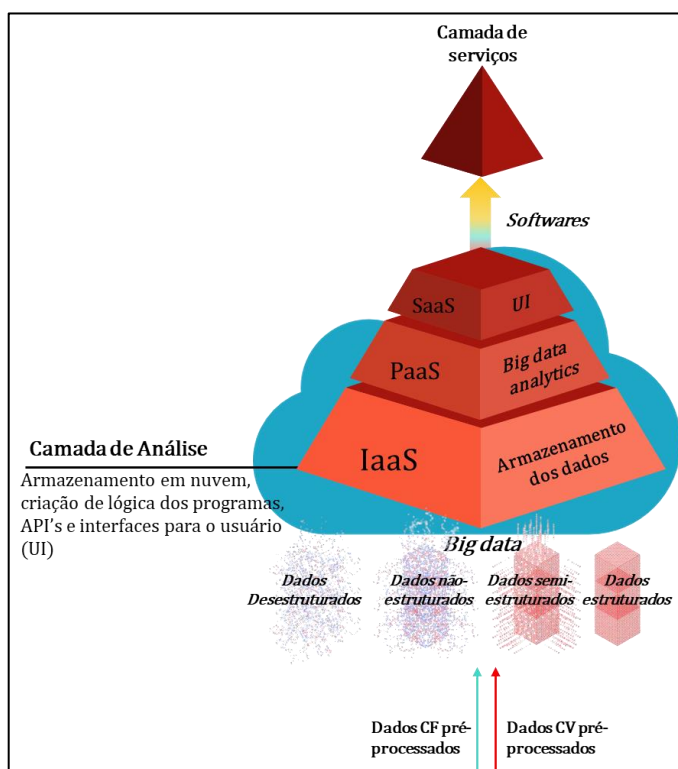 Camada de
serviços
Softwares
SaaS
UI
PaaS
Big data
analytics
Camada de Análise
IaaS
Armazenamento
dos dados
Armazenamento em nuvem,
criação de lógica dos programas,
API's e interfaces para o usuário
(UI)
Big data
Dados
Desestruturados
Dados não-
estruturados
Dados semi-
estruturados
Dados
estruturados
Dados CF pré-
processados
Dados CV pré-
processados